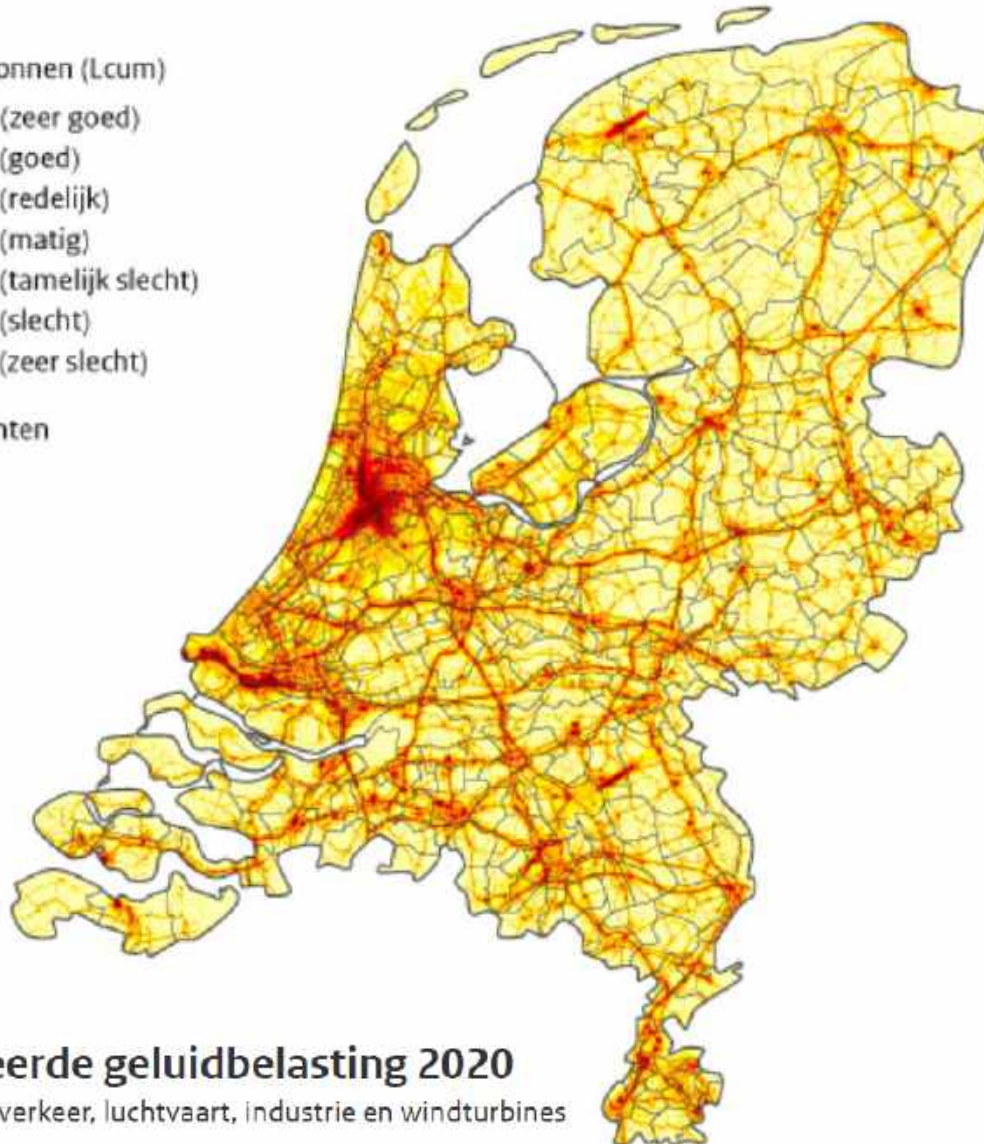 onnen (Lcum)
(zeer goed)
(goed)
(redelijk)
(matig)
(tamelijk slecht)
(slecht)
(zeer slecht)
nten
eerde geluidbelasting 2020
verkeer, luchtvaart, industrie en windturbines